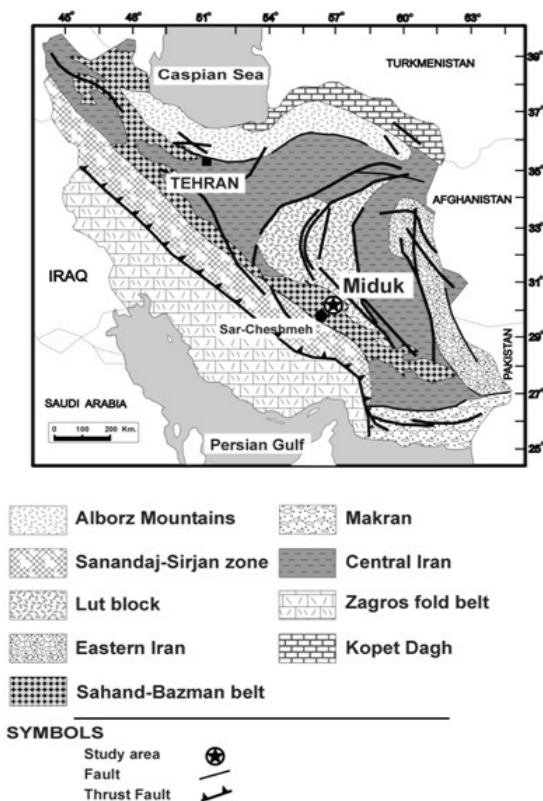 45° 48° 51° 54° 57° 60° 63°
39°
37°
35°
33°
31°
29°
27°
25°
Caspian Sea
TURKMENISTAN
TEHRAN
AFGHANISTAN
IRAQ
Miduk
Sar-Cheshmeh
PAKISTAN
SAUDI ARABIA
0 100 200 Km.
Persian Gulf
Alborz Mountains
Makran
Sanandaj-Sirjan zone
Central Iran
Lut block
Zagros fold belt
Eastern Iran
Kopet Dagh
Sahand-Bazman belt
SYMBOLS
Study area
Fault
Thrust Fault